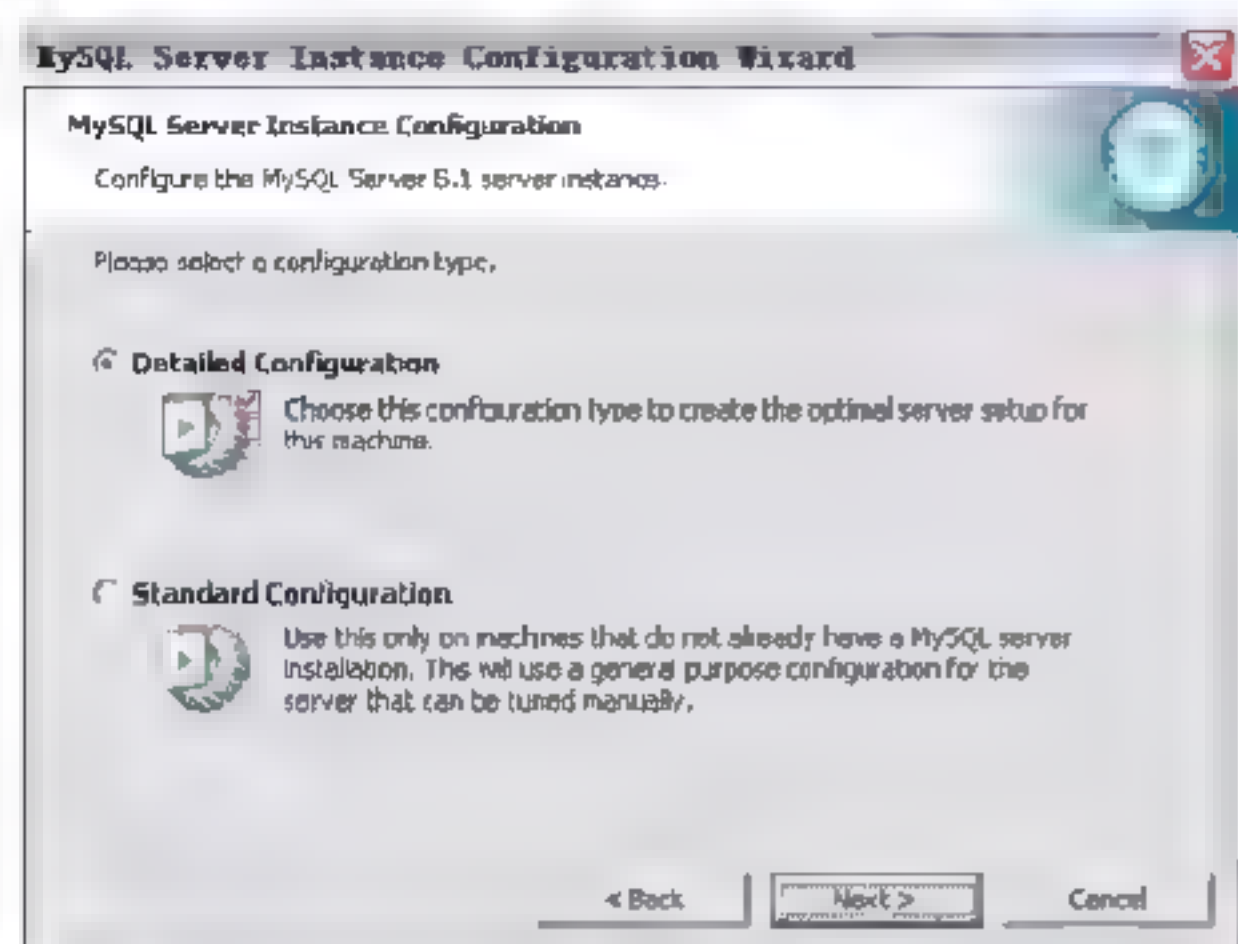 MySQL Server Instance Configuration Wizard
MySQL Server Instance Configuration
Configure the MySQL Server 5.1 server instance.
Please select a configuration type.
Detailed Configuration
Choose this configuration type to create the optimal server setup for
this machine.
Standard Configuration
Use this only on machines that do not already have a MySQL server
installation. This will use a general purpose configuration for the
server that can be tuned manually.
< Back
Next >
Cancel